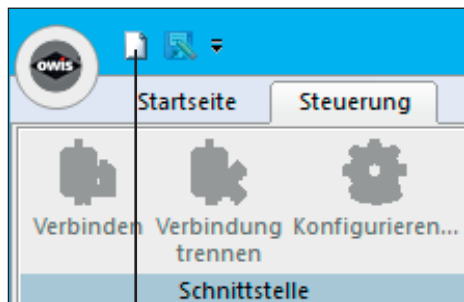 owis
Startseite Steuerung
Verbinden Verbindung trennen Konfigurieren...
Schnittstelle